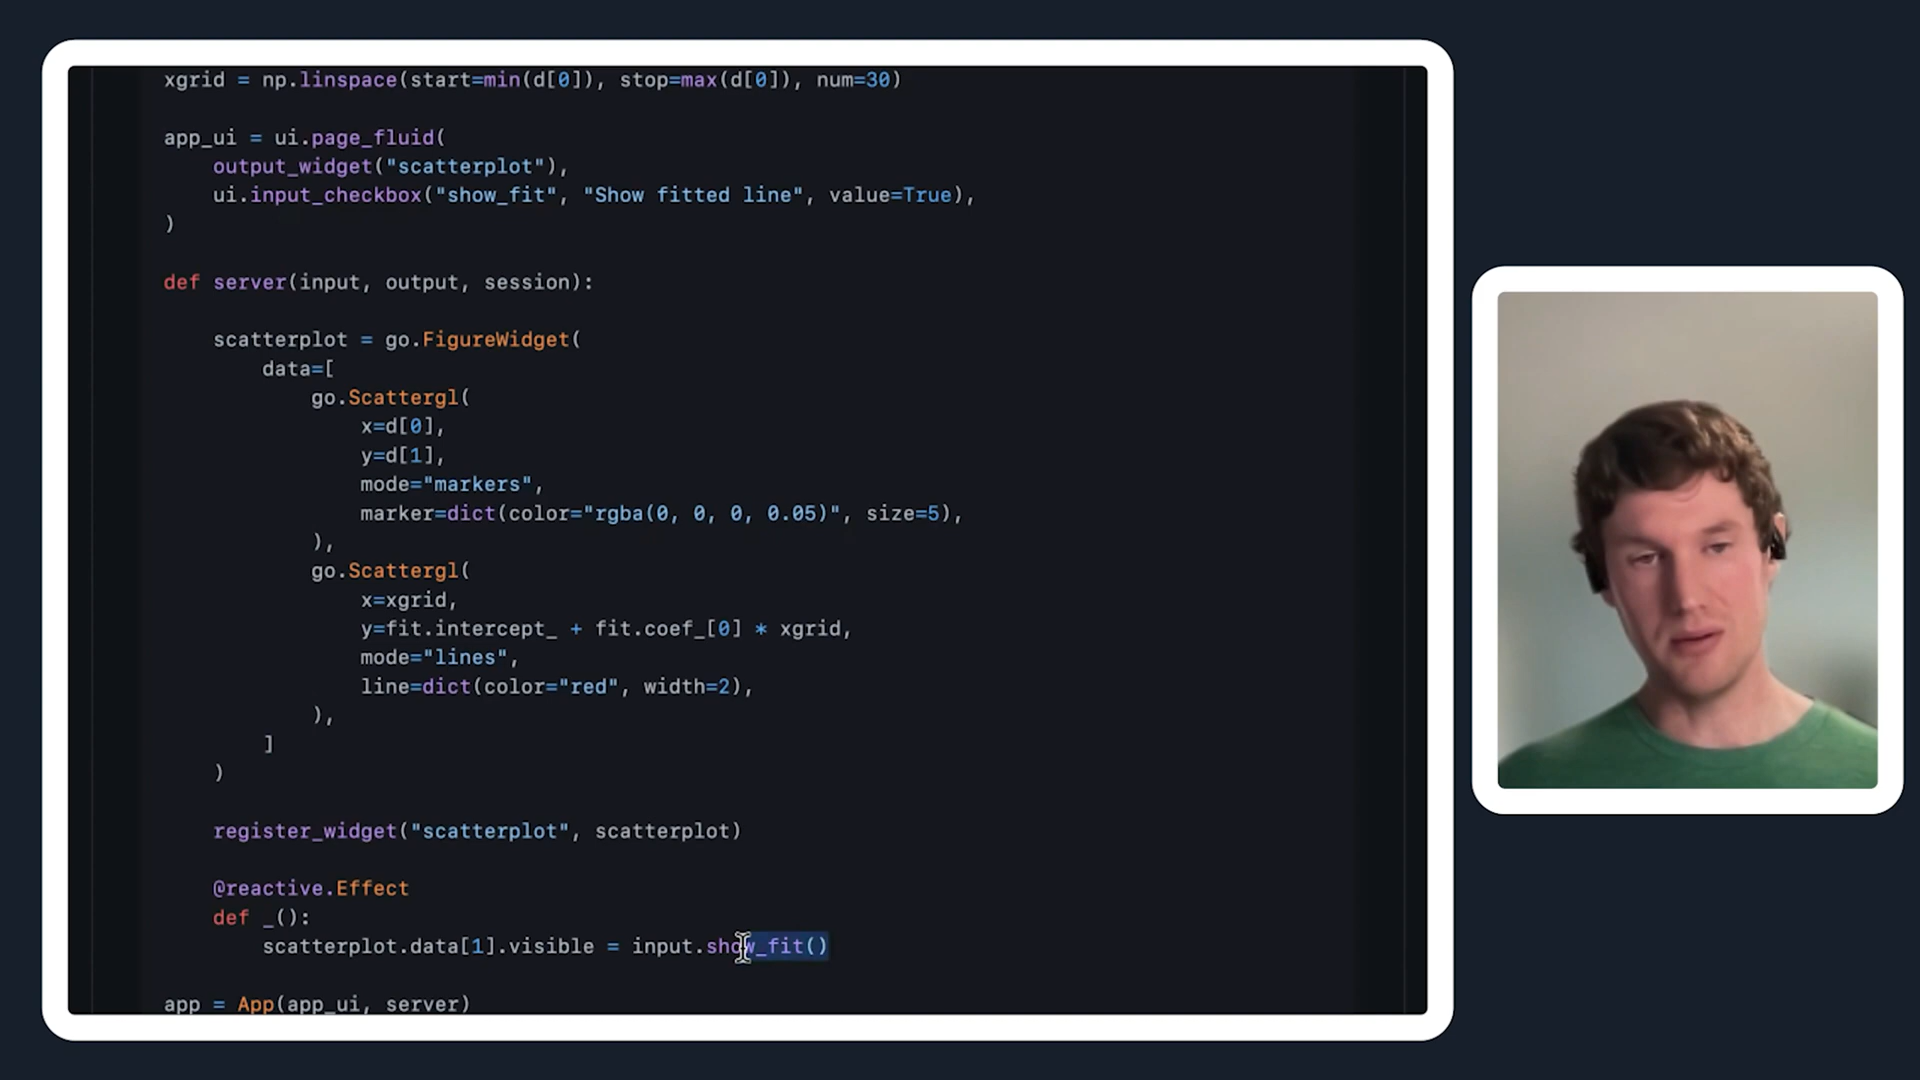 xgrid = np.linspace(start=min(d[0]), stop=max(d[0]), num=30)
app_ui = ui.page_fluid(
    output_widget("scatterplot"),
    ui.input_checkbox("show_fit", "Show fitted line", value=True),
)
def server(input, output, session):
    scatterplot = go.FigureWidget(
        data=[
            go.Scattergl(
                x=d[0],
                y=d[1],
                mode="markers",
                marker=dict(color="rgba(0, 0, 0, 0.05)", size=5),
            ),
            go.Scattergl(
                x=xgrid,
                y=fit.intercept_ + fit.coef_[0] * xgrid,
                mode="lines",
                line=dict(color="red", width=2),
            ),
        ]
    )
    register_widget("scatterplot", scatterplot)
    @reactive.Effect
    def _():
        scatterplot.data[1].visible = input.show_fit()
app = App(app_ui, server)